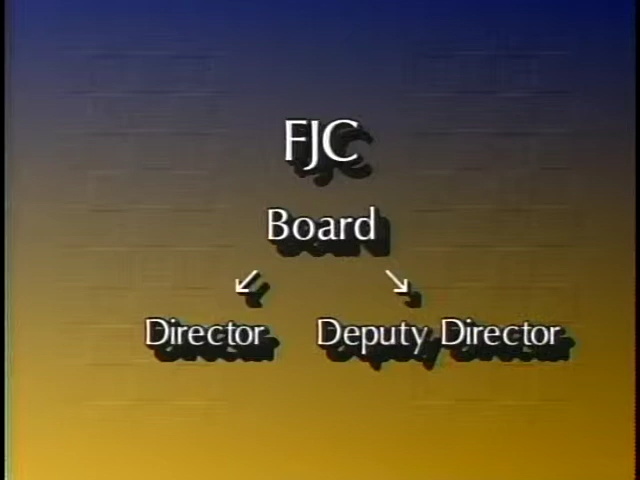 FJC
Board
↙ ↘
Director Deputy Director